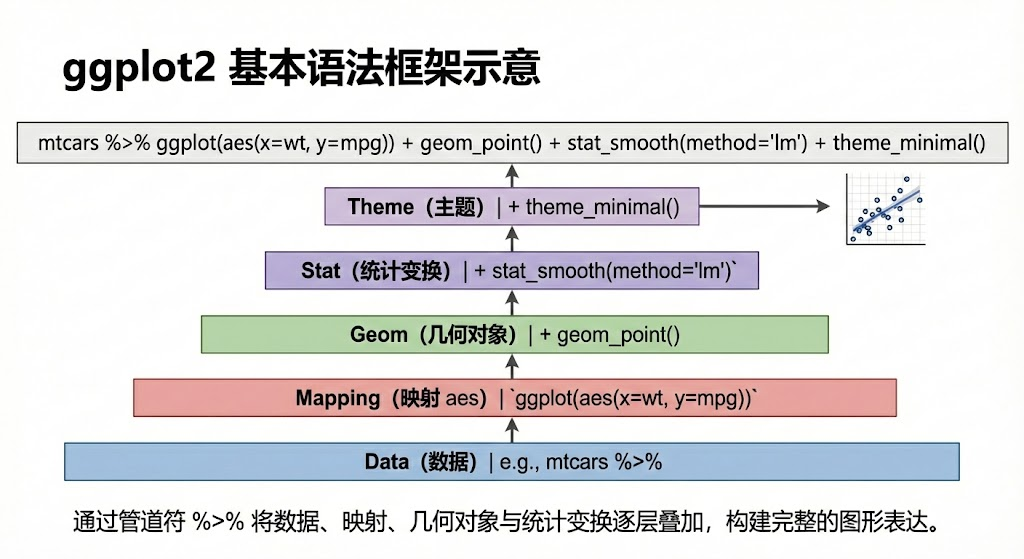 ggplot2 基本语法框架示意
mtcars %>% ggplot(aes(x=wt, y=mpg)) + geom_point() + stat_smooth(method='lm') + theme_minimal()
Theme（主题）| + theme_minimal()
Stat（统计变换）| + stat_smooth(method='lm')`
Geom（几何对象）| + geom_point()
Mapping（映射 aes）| `ggplot(aes(x=wt, y=mpg))`
Data（数据）| e.g., mtcars %>%
通过管道符 %>% 将数据、映射、几何对象与统计变换逐层叠加，构建完整的图形表达。